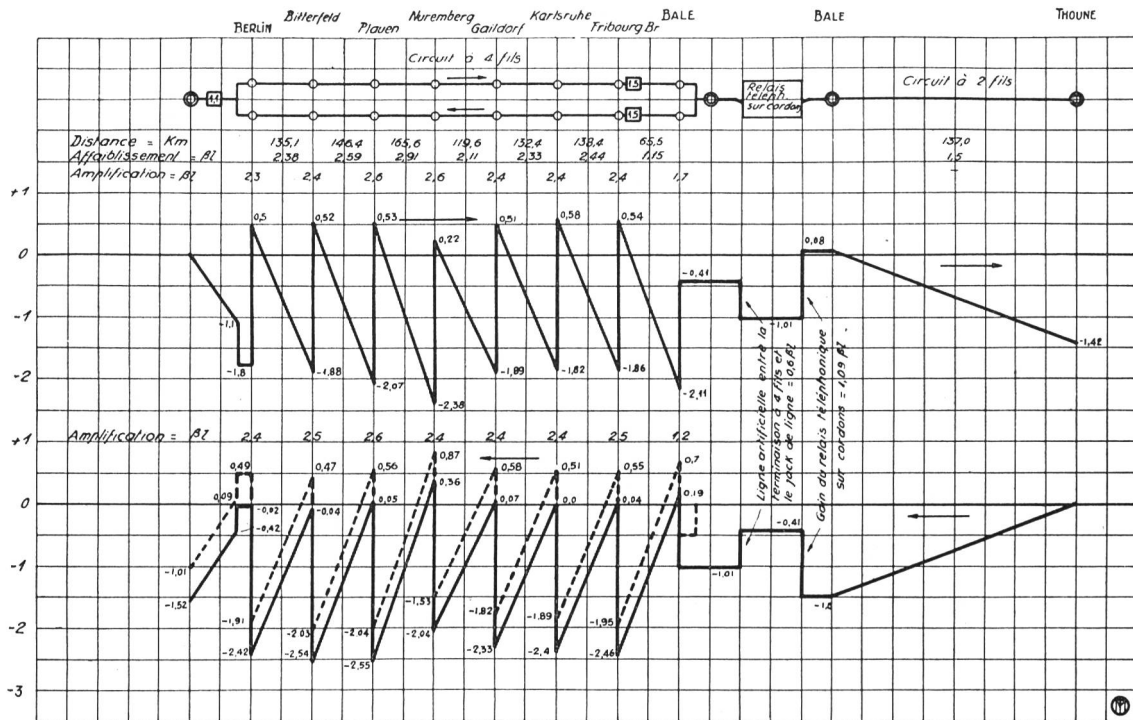 Bitterfeld Nuremberg Karlsruhe BALE BALE THOUNE
BERLIN Plauen Gaildorf Fribourg Br
Circuit à 4 fils
Circuit à 2 fils
1,1
1,5
1,5
Relais
téleph.
sur cordon
Distance = Km 135,1 146,4 165,6 119,6 132,4 138,4 65,5 137,0
Affaiblissement = βl 2,38 2,59 2,91 2,11 2,33 2,44 1,15 1,5
Amplification = βl 2,3 2,4 2,6 2,6 2,4 2,4 2,4 1,7
+1
0,5 0,52 0,53 0,22 0,51 0,58 0,54 -0,41 0,08
0
-1
-1,1 -1,01
-1,42
-1,8 -1,88 -2,07 -2,38 -1,89 -1,82 -1,86 -2,11
-2
Ligne artificielle entre la
terminaison à 4 fils et
le jack de ligne = 0,6 βl
Gain du relais téléphonique
sur cordons = 1,09 βl.
+1
Amplification = βl 2,4 2,5 2,6 2,4 2,4 2,4 2,5 1,2
0,49 0,47 0,56 0,87 0,58 0,51 0,55 0,7
0,09 0,05 0,36 0,07 0,0 0,04 0,19
0
-0,02 -0,04
-0,42 -0,41
-1
-1,01 -1,01
-1,52 -1,53
-1,91 -2,03 -2,04 -2,04 -1,82 -1,89 -1,95
-2
-2,42 -2,54 -2,55 -2,33 -2,4 -2,46
-3